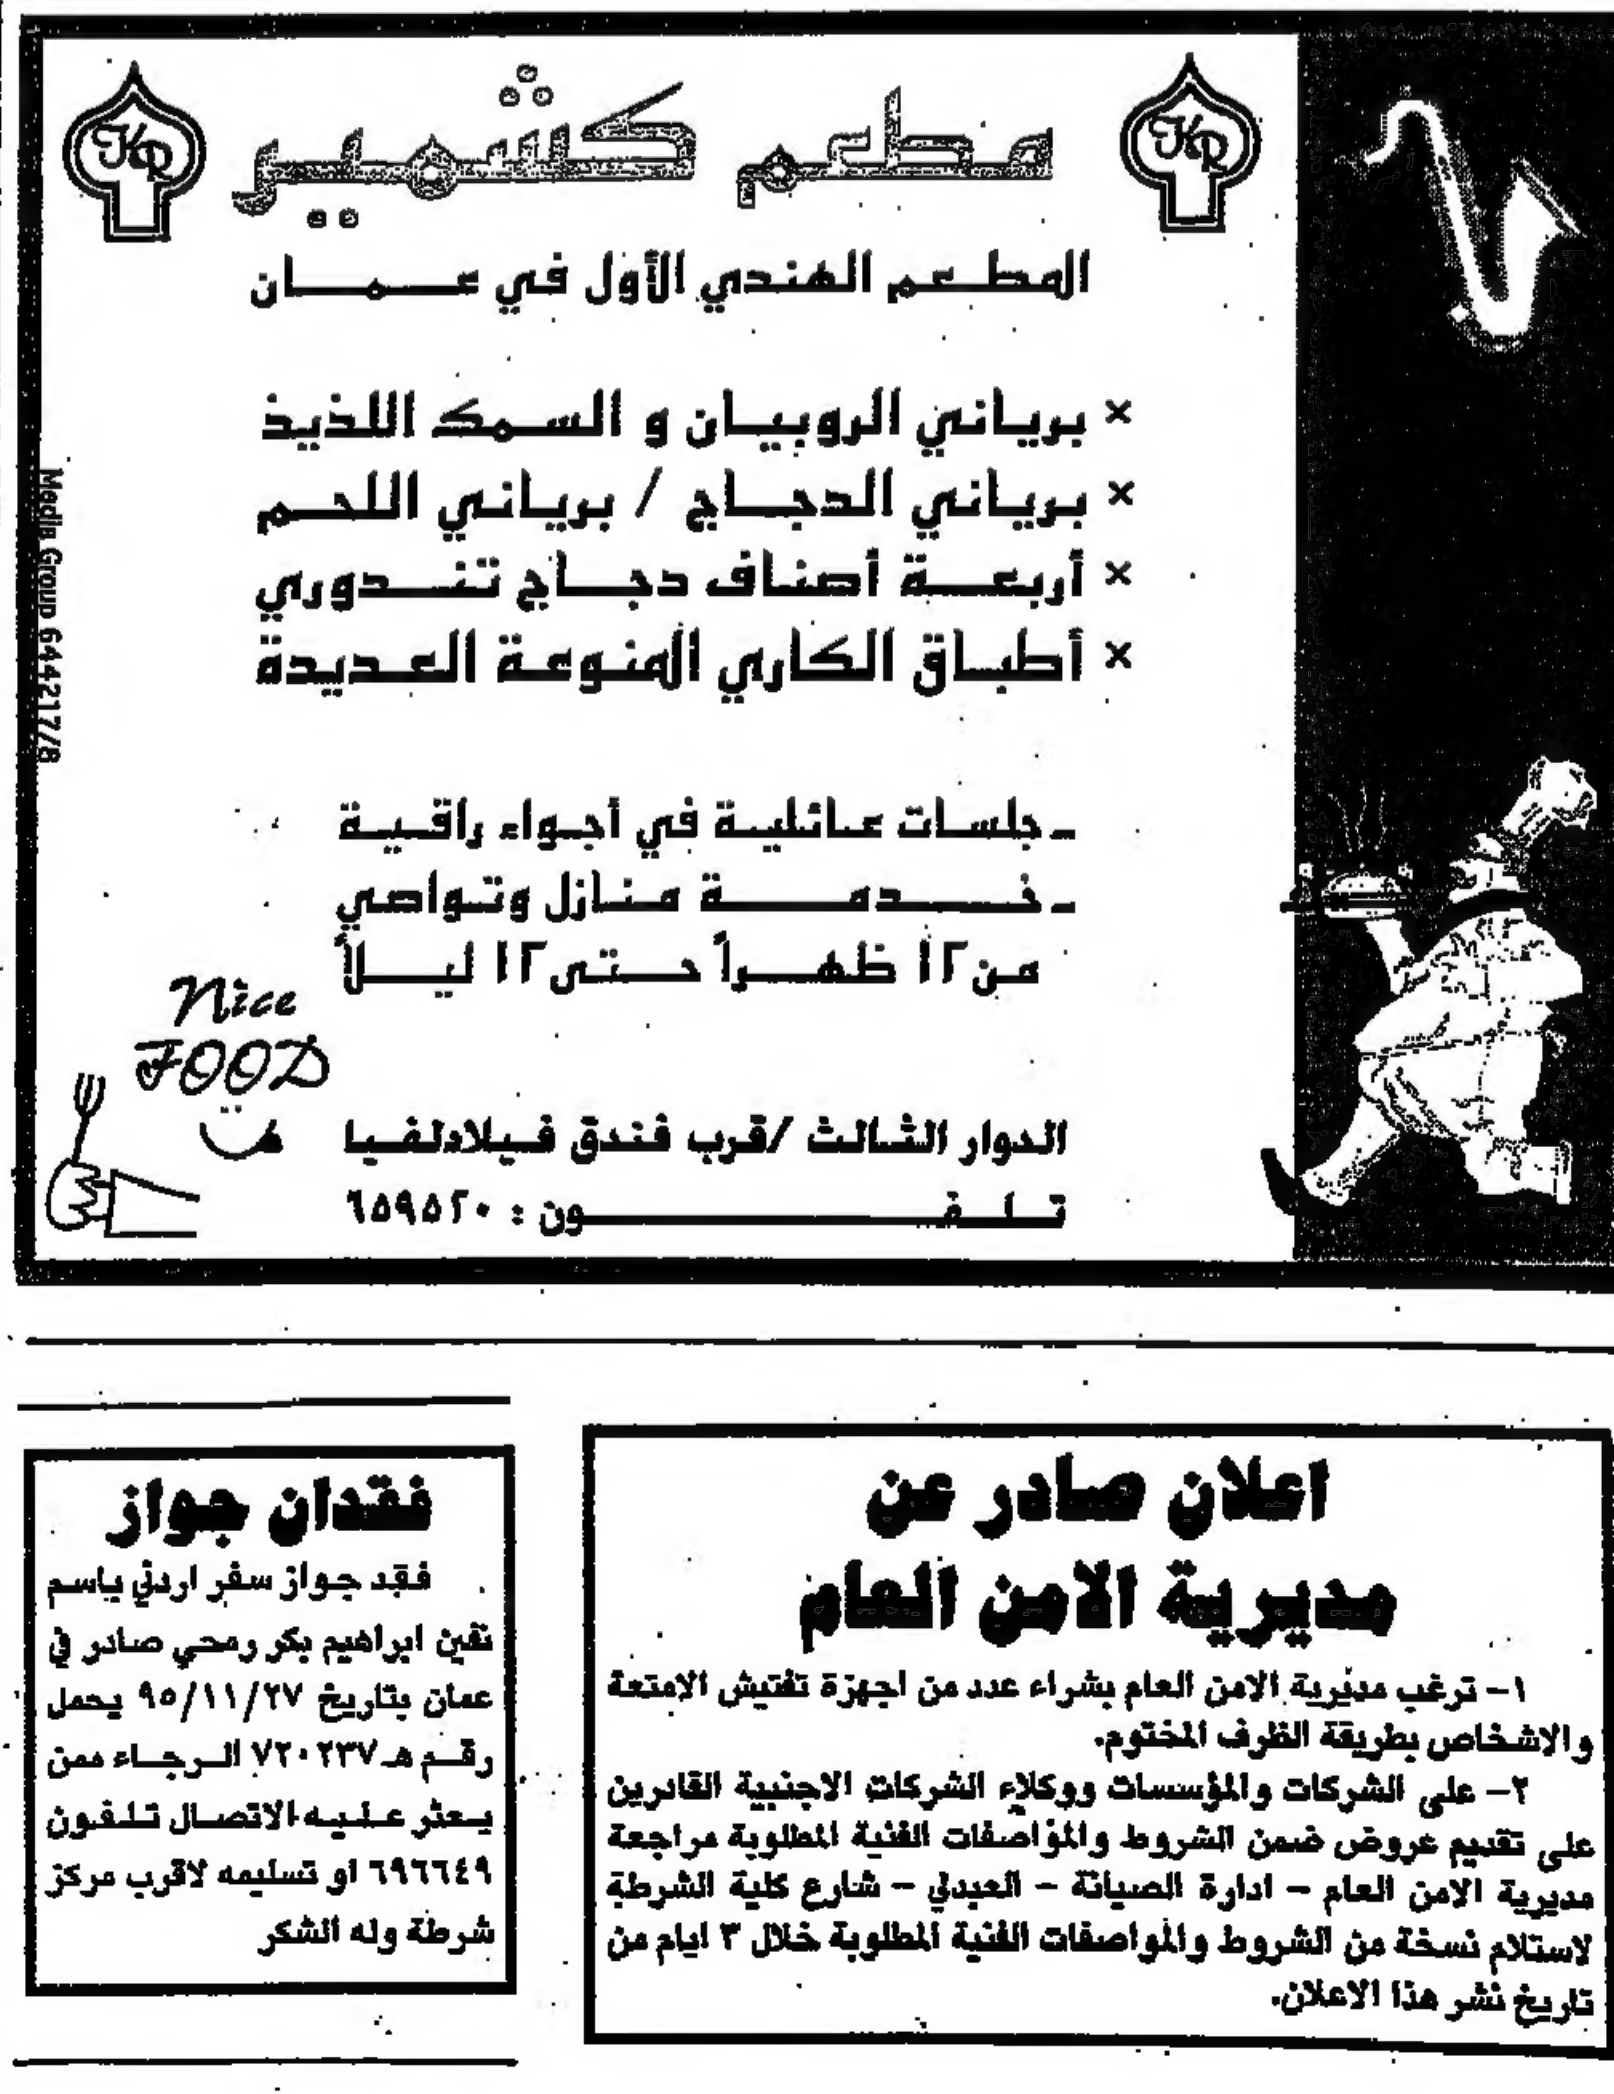 مطعم كشمير
KR
KR
المطعم الهندي الأول في عمان
× برياني الروبيان و السمك اللذيذ
× برياني الدجاج / برياني اللحم
× أربعة أصناف دجاج تندوري
× أطباق الكاري المنوعة العديدة
ـ جلسات عائلية في أجواء راقية
ـ خدمة منازل وتواصي
من ١٢ ظهراً حتى ١٢ ليلاً
Nice
FOOD
الدوار الثالث / قرب فندق فيلادلفيا
تلفون : ٦٥٩٥٢٠
Media Group 644217/8
اعلان صادر عن
مديرية الامن العام
١- ترغب مديرية الامن العام بشراء عدد من اجهزة تفتيش الامتعة
والاشخاص بطريقة الظرف المختوم.
٢- على الشركات والمؤسسات ووكلاء الشركات الاجنبية القادرين
على تقديم عروض ضمن الشروط والمواصفات الفنية المطلوبة مراجعة
مديرية الامن العام - ادارة الصيانة - العبدلي - شارع كلية الشرطة
لاستلام نسخة من الشروط والمواصفات الفنية المطلوبة خلال ٣ ايام من
تاريخ نشر هذا الاعلان.
فقدان جواز
فقد جواز سفر اردني باسم
نفين ابراهيم بكر رمحي صادر في
عمان بتاريخ ٩٥/١١/٢٧ يحمل
رقم هـ ٧٢٠٢٣٧ الرجاء ممن
يعثر عليه الاتصال تلفون
٦٩٦٦٤٩ او تسليمه لاقرب مركز
شرطة وله الشكر